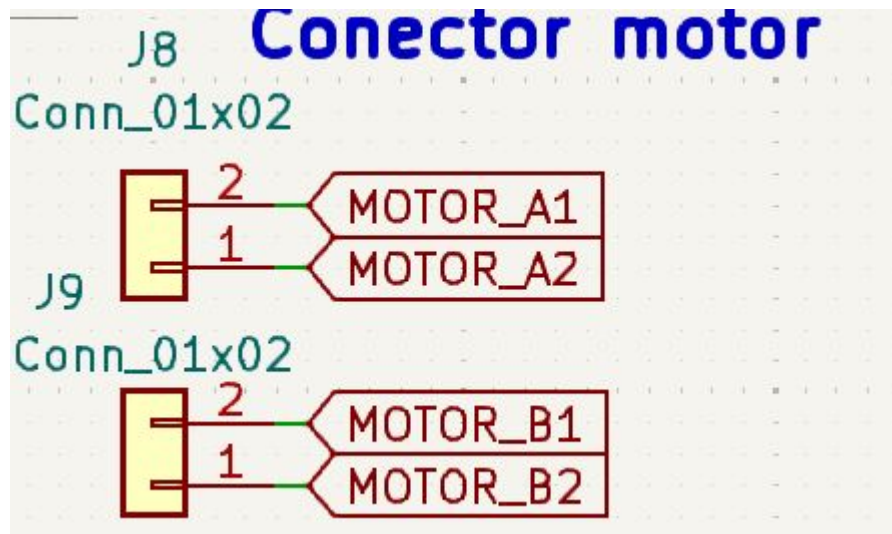 Conector motor
J8
Conn_01x02
2
MOTOR_A1
1
MOTOR_A2
J9
Conn_01x02
2
MOTOR_B1
1
MOTOR_B2